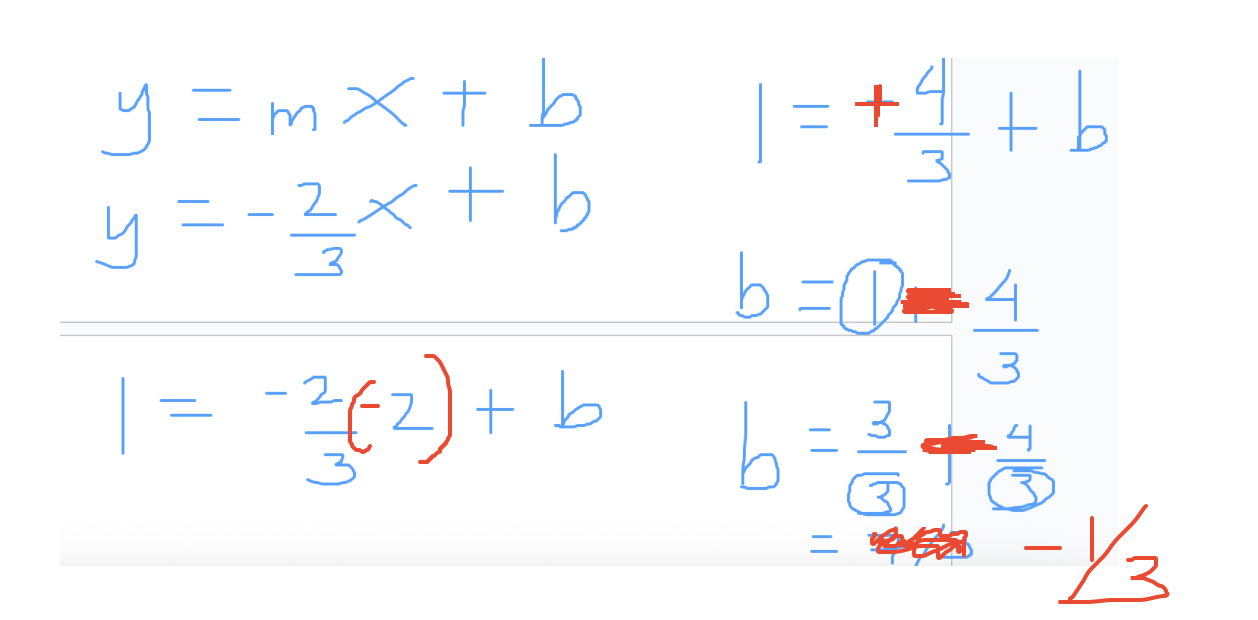 y = mx + b
y = -2/3 x + b
1 = -2/3 (-2) + b
1 = +4/3 + b
b = 1 - 4/3
b = 3/3 - 4/3
= -1/3